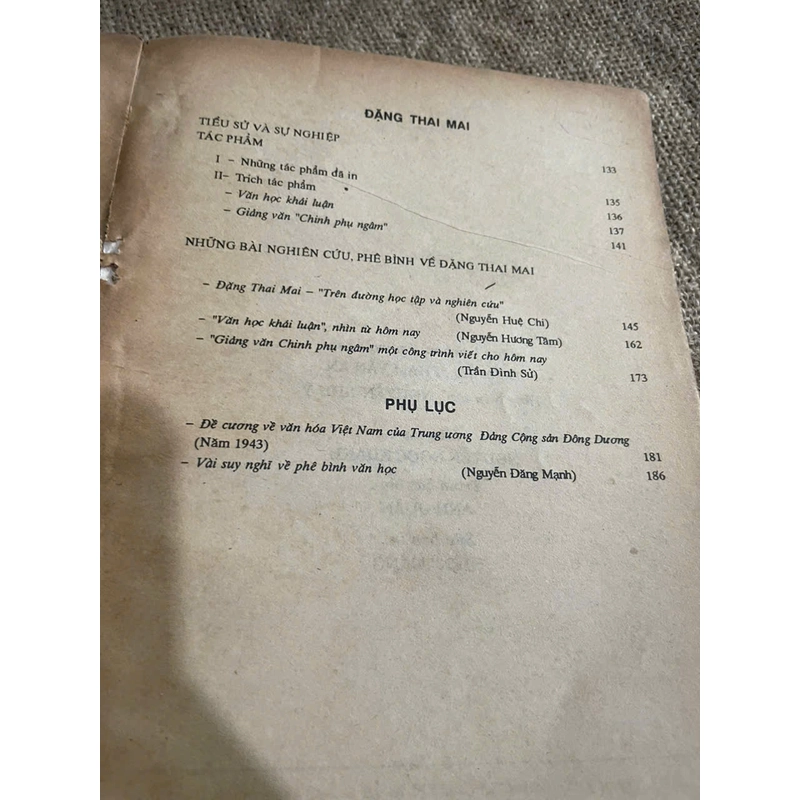 ĐẶNG THAI MAI
TIỂU SỬ VÀ SỰ NGHIỆP
TÁC PHẨM
I - Những tác phẩm đã in 133
II- Trích tác phẩm 135
- Văn học khái luận 136
- Giảng văn "Chinh phụ ngâm" 137
141
NHỮNG BÀI NGHIÊN CỨU, PHÊ BÌNH VỀ ĐẶNG THAI MAI
- Đặng Thai Mai - "Trên đường học tập và nghiên cứu"
(Nguyễn Huệ Chi) 145
- "Văn học khái luận", nhìn từ hôm nay (Nguyễn Hương Tâm) 162
- "Giảng văn Chinh phụ ngâm" một công trình viết cho hôm nay
(Trần Đình Sử) 173
PHỤ LỤC
- Đề cương về văn hóa Việt Nam của Trung ương Đảng Cộng sản Đông Dương
(Năm 1943) 181
- Vài suy nghĩ về phê bình văn học (Nguyễn Đăng Mạnh) 186